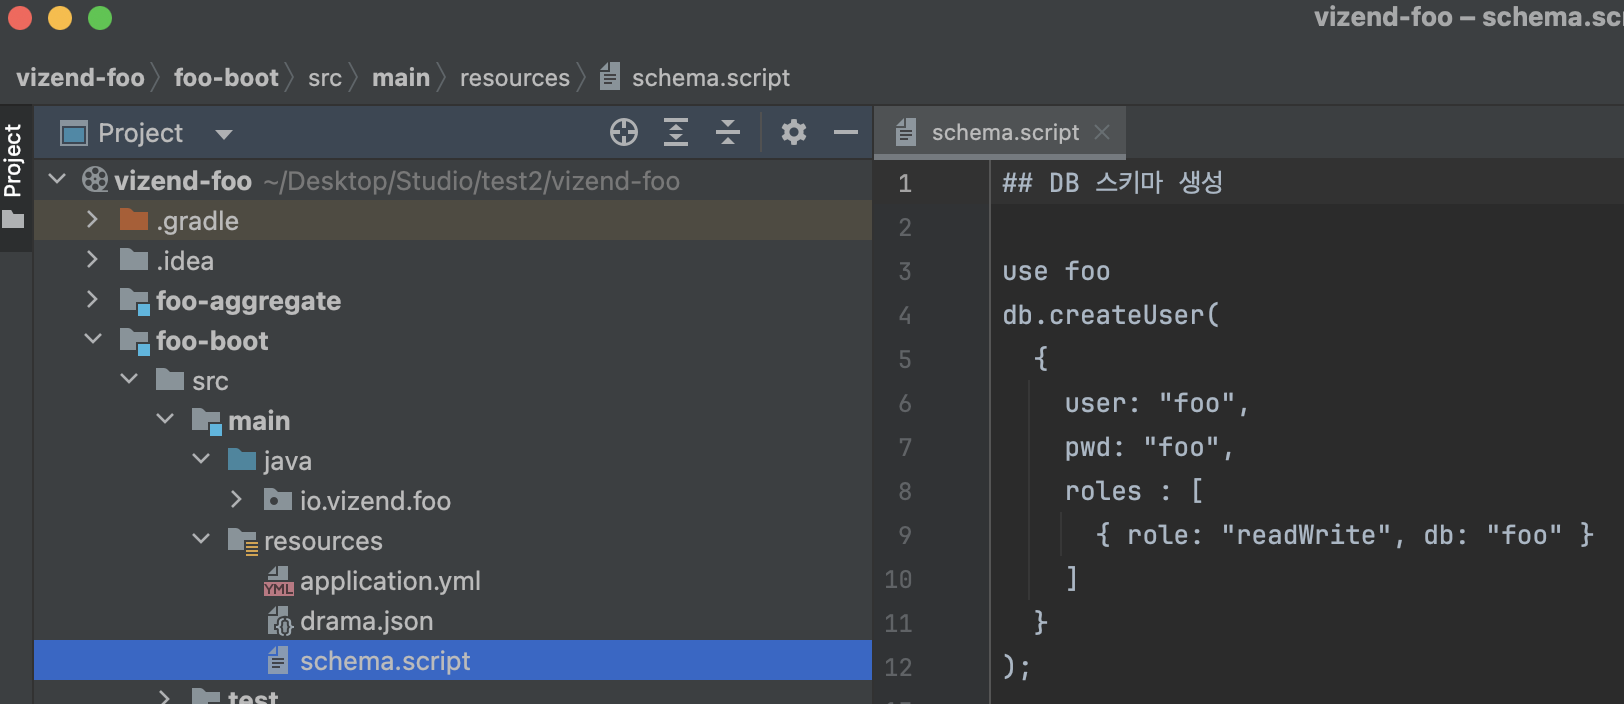 vizend-foo – schema.sc
vizend-foo foo-boot src main resources schema.script
Project
Project
schema.script
vizend-foo ~/Desktop/Studio/test2/vizend-foo
.gradle
.idea
foo-aggregate
foo-boot
src
main
java
io.vizend.foo
resources
YML application.yml
drama.json
schema.script
test
1 ## DB 스키마 생성
2
3 use foo
4 db.createUser(
5 {
6 user: "foo",
7 pwd: "foo",
8 roles : [
9 { role: "readWrite", db: "foo" }
10 ]
11 }
12 );